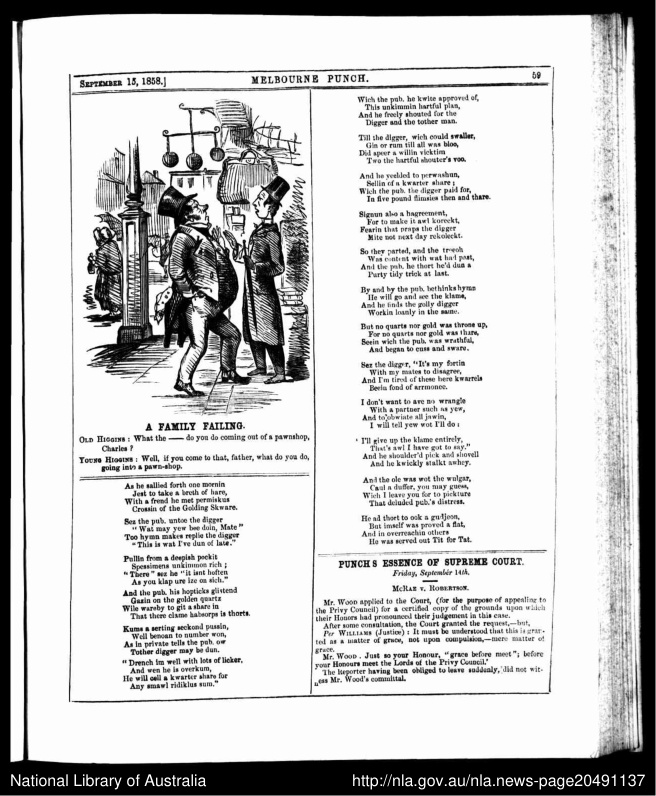 SEPTEMBER 15, 1858.]
MELBOURNE PUNCH.
59
A FAMILY FAILING.
OLD HIGGINS : What the —— do you do coming out of a pawnshop,
Charles ?
YOUNG HIGGINS : Well, if you come to that, father, what do you do,
going into a pawn-shop.
As he sallied forth one mornin
Jest to take a breth of hare,
With a frend he met permiskus
Crossin of the Golding Skware.
Sez the pub. untoe the digger
" Wat may yew bee doin, Mate "
Too hymn makes replie the digger
" This is wat I've dun of late."
Pullin from a deepish pockit
Spessimens unkimmon rich ;
" There " sez he " it isnt hoften
As you klap ure ize on sich."
And the pub. his hopticks glistend
Gazin on the golden quartz
Wile wareby to git a share in
That there clame habsorps is thorts.
Kums a serting seckond pussin,
Well benoan to number won,
As in private tells the pub. ow
Tother digger may be dun.
" Drench im well with lots of licker,
And wen he is overkum,
He will cell a kwarter share for
Any smawl ridiklus sum."
Wich the pub. he kwite approved of,
This unkimmin hartful plan,
And he freely shouted for the
Digger and the tother man.
Till the digger, wich could swaller,
Gin or rum till all was bloo,
Did apeer a willin vicktim
Two the hartful shouter's voo.
And he yeelded to perwashun,
Sellin of a kwarter share ;
Wich the pub. the digger paid for,
In five pound flimsies then and thare.
Signun also a hagreement,
For to make it awl koreckt,
Fearin that praps the digger
Mite not next day rekoleckt.
So theey parted, and the
Was content with wat had past,
And the pub. he thort he'd dun a
Purty tidy trick at last.
By and by the pub. bethinks hymn
He will go and see the klame,
And he finds the golly digger
Workin loanly in the same.
But no quarts nor gold was throne up,
For no quarts nor gold was thare,
Seein wich the pub. was wrathful,
And began to cuss and sware.
Sez the digger, "It's my fortin
With my mates to disagree,
And I'm tired of these here kwarrels
Bein fond of armonee.
I don't want to ave no wrangle
With a partner such as yew,
And to obwiate all jawin,
I will tell yew wot I'll do :
' I'll give up the klame entirely,
That's awl I have got to say."
And he shoulder'd pick and shovell
And he kwickly stalkt awhey.
And the ole was wot the wulgar,
Caul a duffer, you may guess,
Wich I leave you for to pickture
That deluded pub.'s distress.
He ad thort to ook a gudjeon,
But imself was proved a flat,
And in overreachin others
He was served out Tit for Tat.
PUNCH'S ESSENCE OF SUPREME COURT.
Friday, September 14th.
McRAE v. ROBERTSON.
Mr. WOOD applied to the Court, (for the purpose of appealing to
the Privy Council) for a certified copy of the grounds upon which
their Honors had pronounced their judgement in this case.
After some consultation, the Court granted the request,—but,
Per WILLIAMS (Justice) : It must be understood that this is gran-
ted as a matter of grace, not upon compulsion,—mere matter of
grace.
Mr. WOOD . Just so your Honour, "grace before meet"; before
your Honours meet the Lords of the Privy Council.'
The Reporter having been obliged to leave suddenly, did not wit-
ness Mr. Wood's committal.
National Library of Australia
http://nla.gov.au/nla.news-page20491137